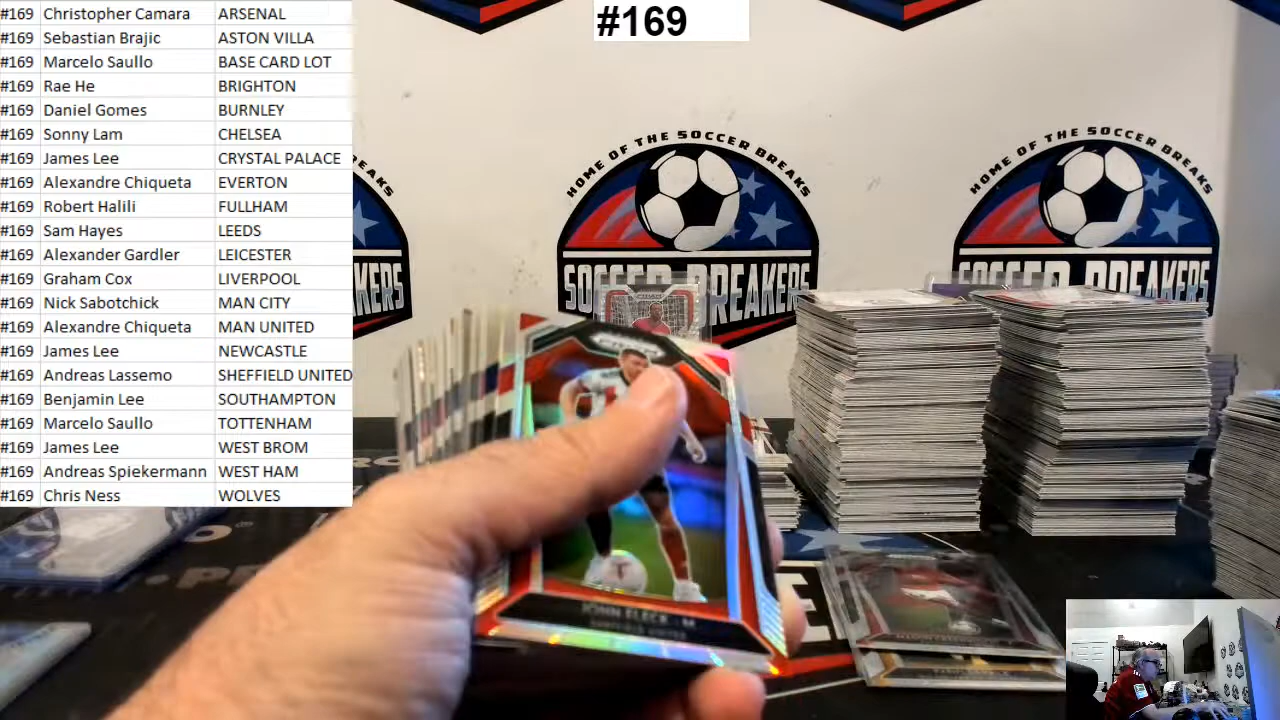 #169 Christopher Camara ARSENAL
#169 Sebastian Brajic ASTON VILLA
#169 Marcelo Saullo BASE CARD LOT
#169 Rae He BRIGHTON
#169 Daniel Gomes BURNLEY
#169 Sonny Lam CHELSEA
#169 James Lee CRYSTAL PALACE
#169 Alexandre Chiqueta EVERTON
#169 Robert Halili FULLHAM
#169 Sam Hayes LEEDS
#169 Alexander Gardler LEICESTER
#169 Graham Cox LIVERPOOL
#169 Nick Sabotchick MAN CITY
#169 Alexandre Chiqueta MAN UNITED
#169 James Lee NEWCASTLE
#169 Andreas Lassemo SHEFFIELD UNITED
#169 Benjamin Lee SOUTHAMPTON
#169 Marcelo Saullo TOTTENHAM
#169 James Lee WEST BROM
#169 Andreas Spiekermann WEST HAM
#169 Chris Ness WOLVES
#169
HOME OF THE SOCCER BREAKS
SOCCER BREAKERS
HOME OF THE SOCCER BREAKS
SOCCER BREAKERS
EAKS
KERS
JOHN FLECK - M